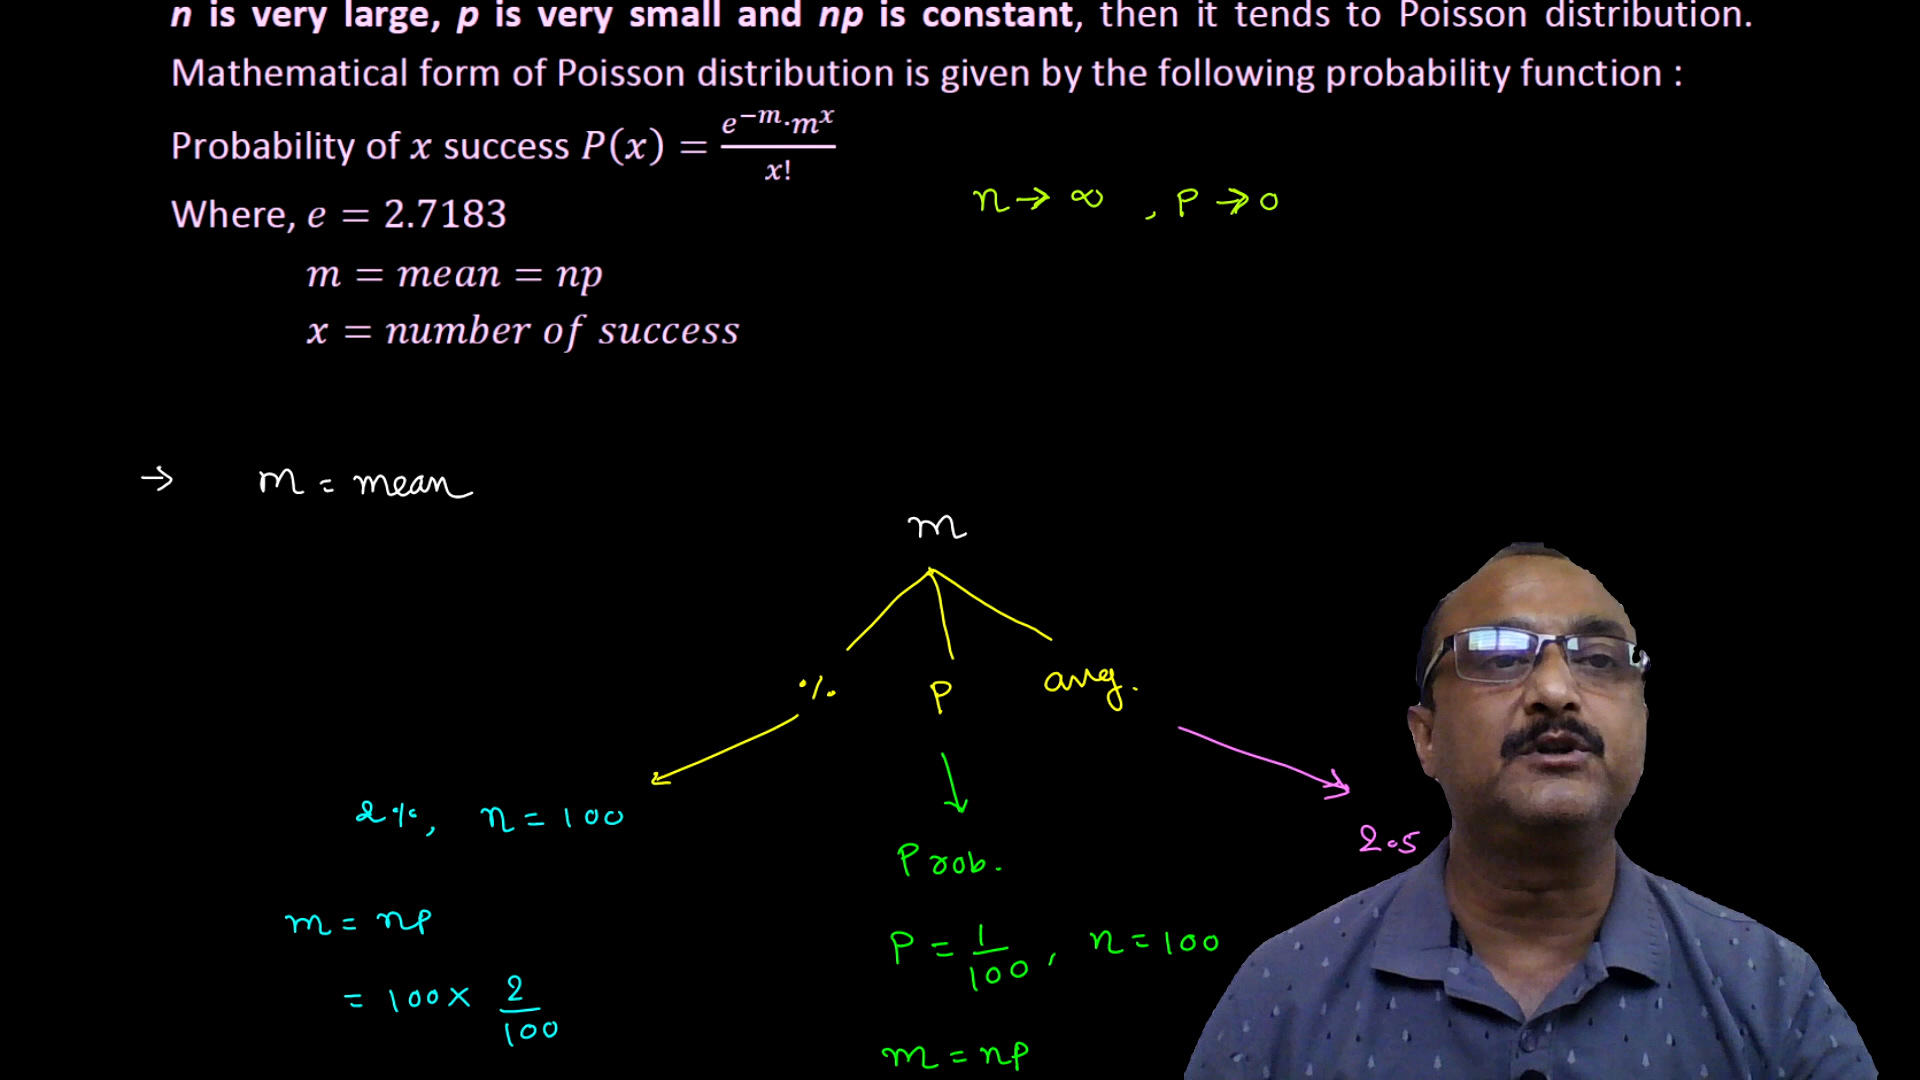 n is very large, p is very small and np is constant, then it tends to Poisson distribution.
Mathematical form of Poisson distribution is given by the following probability function :
Probability of x success P(x) = e^{-m}.m^x / x!
Where, e = 2.7183
n → ∞ , P → 0
m = mean = np
x = number of success
→ m = mean
m
% P avg.
2%, n = 100
Prob.
2.5
m = np
P = 1/100, n = 100
= 100 × 2/100
m = np